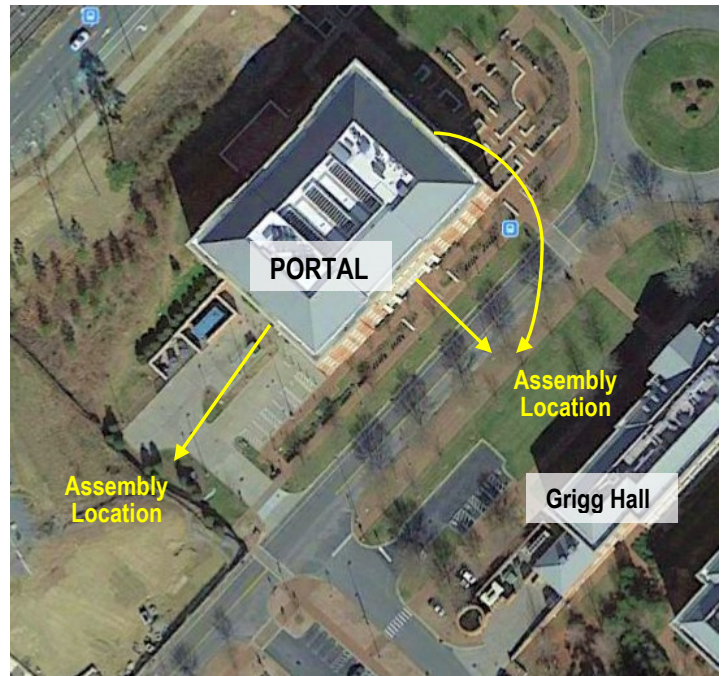 PORTAL
Assembly
Location
Grigg Hall
Assembly
Location